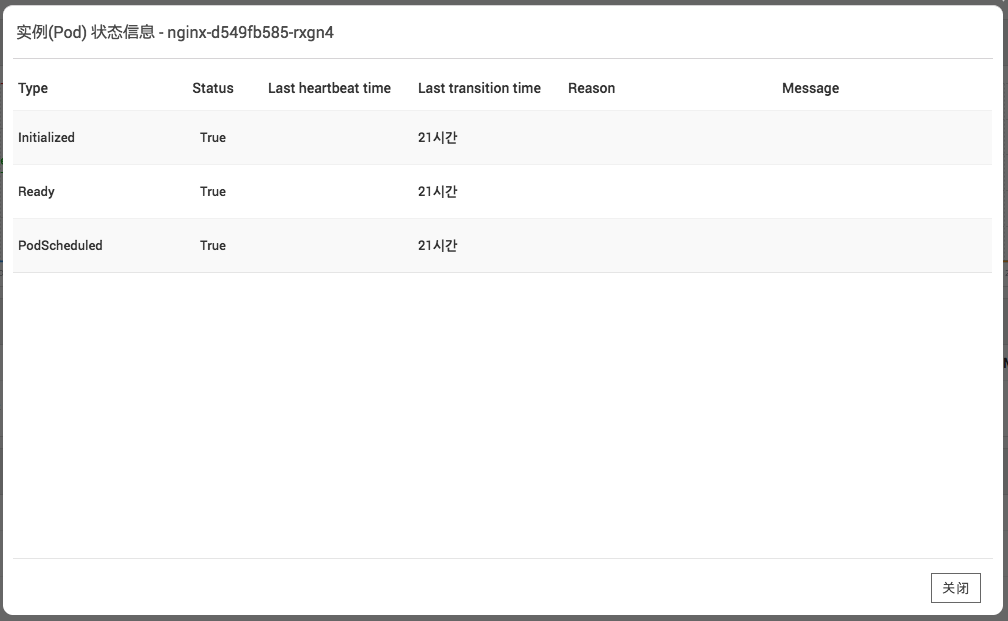 实例(Pod) 状态信息 - nginx-d549fb585-rxgn4
Type Status Last heartbeat time Last transition time Reason Message
Initialized True 21시간
Ready True 21시간
PodScheduled True 21시간
关闭